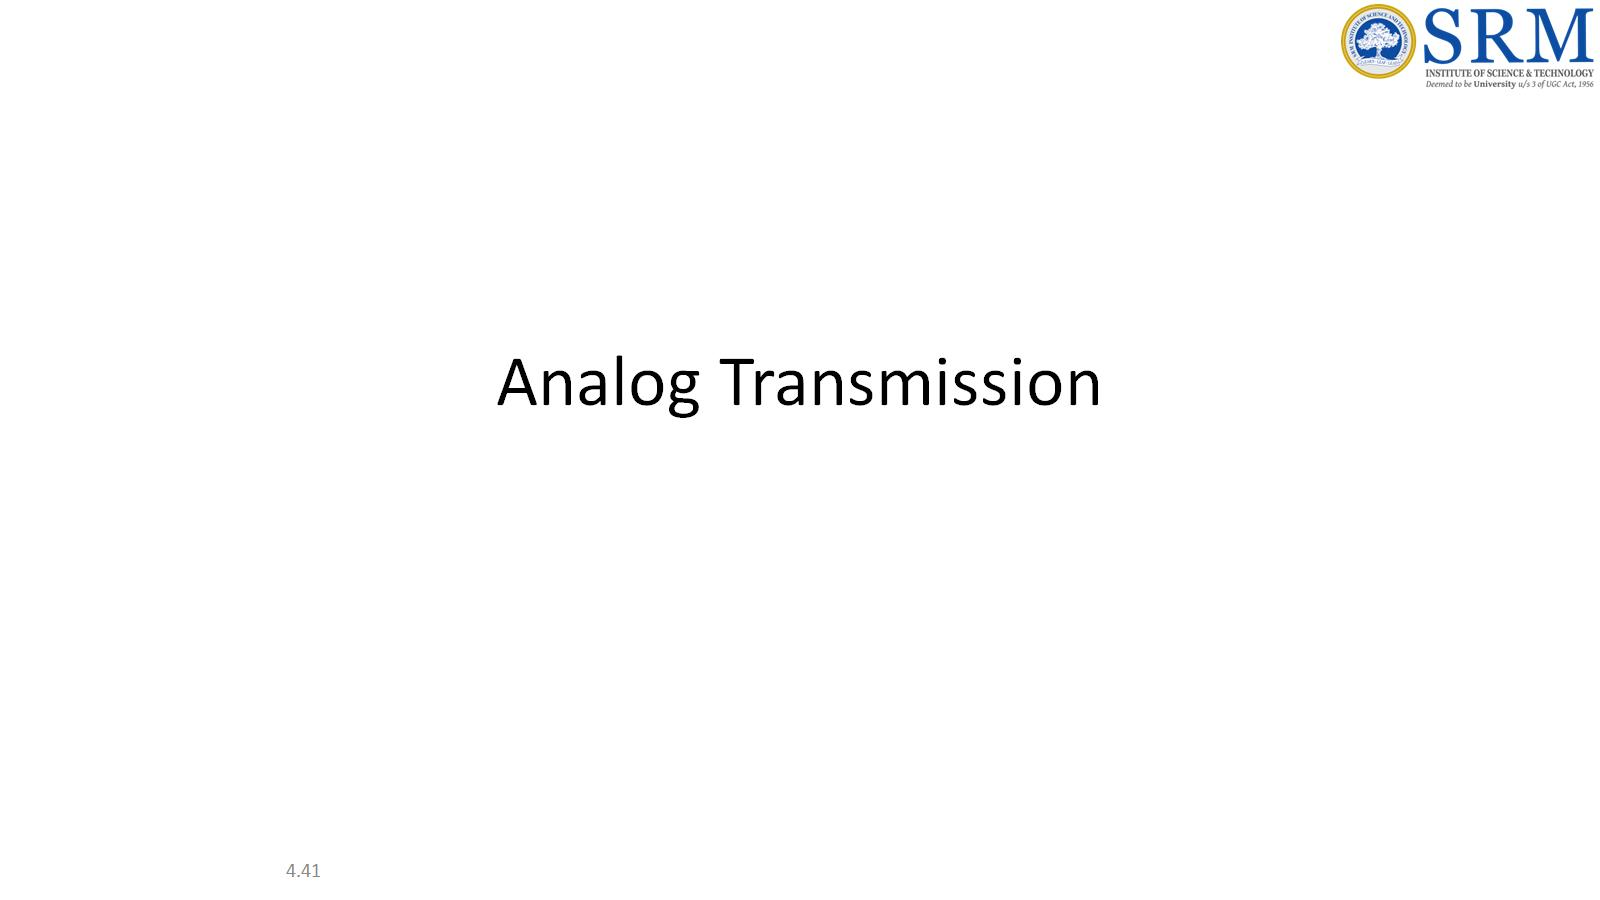 SRM
INSTITUTE OF SCIENCE & TECHNOLOGY
Deemed to be University u/s 3 of UGC Act, 1956
Analog Transmission
4.41